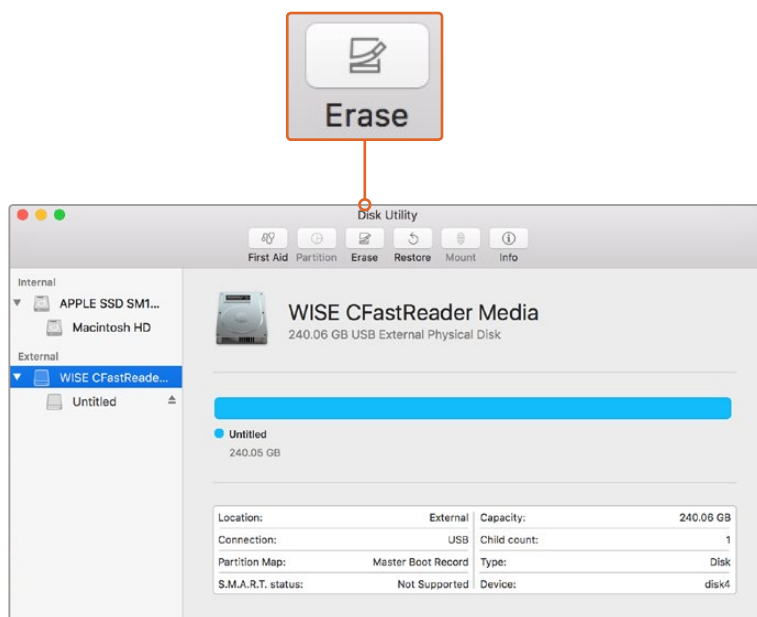 Erase
Disk Utility
First Aid Partition Erase Restore Mount Info
Internal
APPLE SSD SM1...
Macintosh HD
External
WISE CFastReade...
Untitled
WISE CFastReader Media
240.06 GB USB External Physical Disk
Untitled
240.05 GB
Location: External Capacity: 240.06 GB
Connection: USB Child count: 1
Partition Map: Master Boot Record Type: Disk
S.M.A.R.T. status: Not Supported Device: disk4